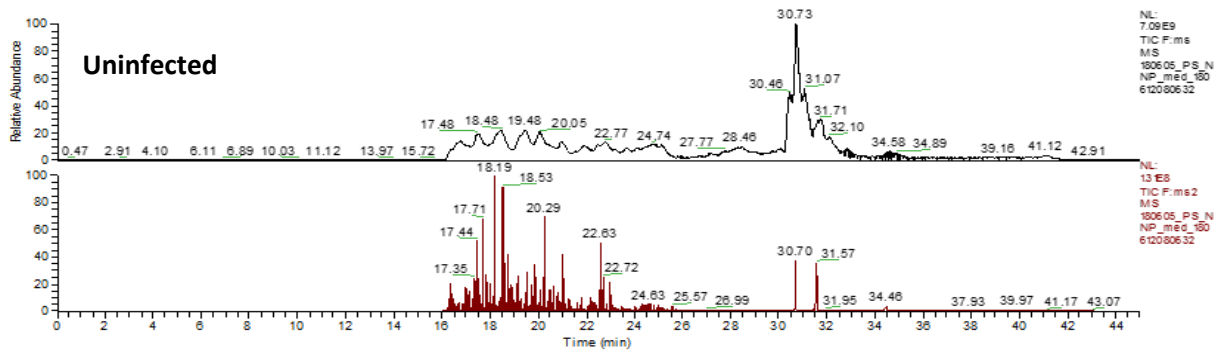 100
80
60
40
20
0
Relative Abundance
Uninfected
0.47 2.91 4.10 6.11 6.89 10.03 11.12 13.97 15.72 17.48 18.48 19.48 20.05 22.77 24.74 27.77 28.46 30.46 30.73 31.07 31.71 32.10 34.58 34.89 39.16 41.12 42.91
NL:
7.09E9
TIC F: ms
MS
180605_PS_N
NP_med_180
612080632
100
80
60
40
20
0
17.35 17.44 17.71 18.19 18.53 20.29 22.63 22.72 24.63 25.57 26.99 30.70 31.57 31.95 34.46 37.93 39.97 41.17 43.07
NL:
1.31E8
TIC F: ms2
MS
180605_PS_N
NP_med_180
612080632
0 2 4 6 8 10 12 14 16 18 20 22 24 26 28 30 32 34 36 38 40 42 44
Time (min)